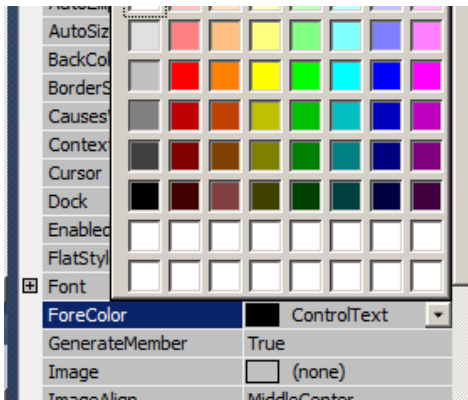 AutoSiz
BackCol
BorderS
Causes
Context
Cursor
Dock
Enabled
FlatStyl
Font
ForeColor ControlText
GenerateMember True
Image (none)
ImageAlign MiddleCenter